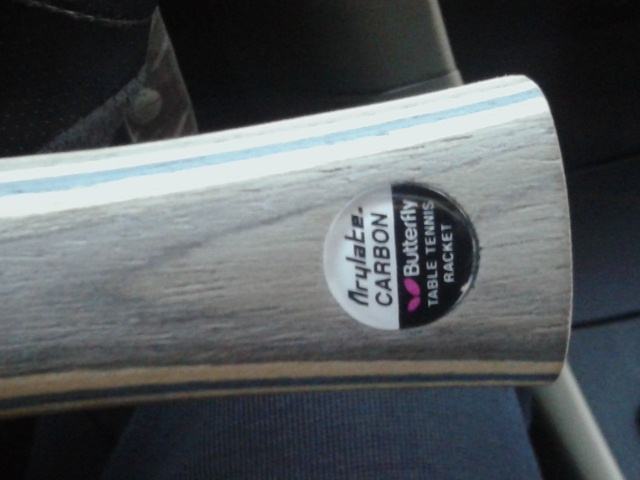 Arylate-
CARBON
Butterfly
TABLE TENNIS
RACKET